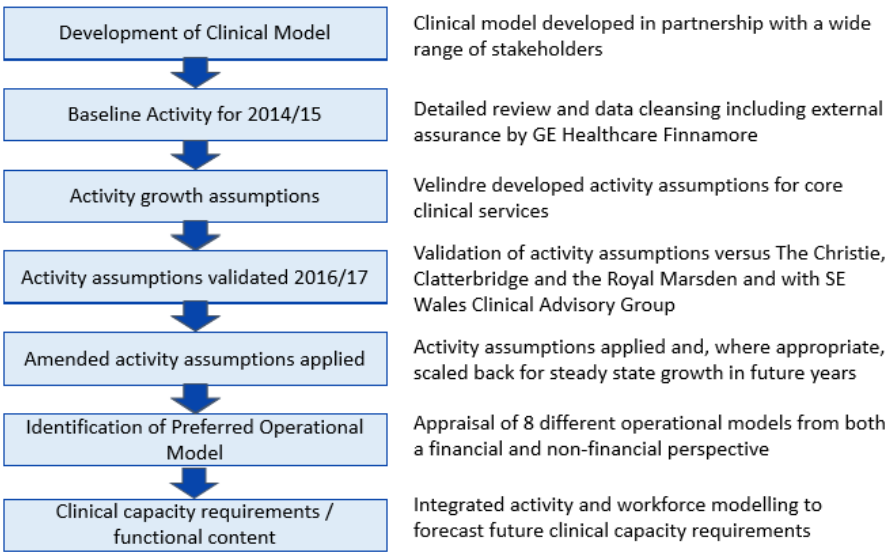 Development of Clinical Model
Clinical model developed in partnership with a wide
range of stakeholders
Baseline Activity for 2014/15
Detailed review and data cleansing including external
assurance by GE Healthcare Finnamore
Activity growth assumptions
Velindre developed activity assumptions for core
clinical services
Activity assumptions validated 2016/17
Validation of activity assumptions versus The Christie,
Clatterbridge and the Royal Marsden and with SE
Wales Clinical Advisory Group
Amended activity assumptions applied
Activity assumptions applied and, where appropriate,
scaled back for steady state growth in future years
Identification of Preferred Operational
Model
Appraisal of 8 different operational models from both
a financial and non-financial perspective
Clinical capacity requirements /
functional content
Integrated activity and workforce modelling to
forecast future clinical capacity requirements